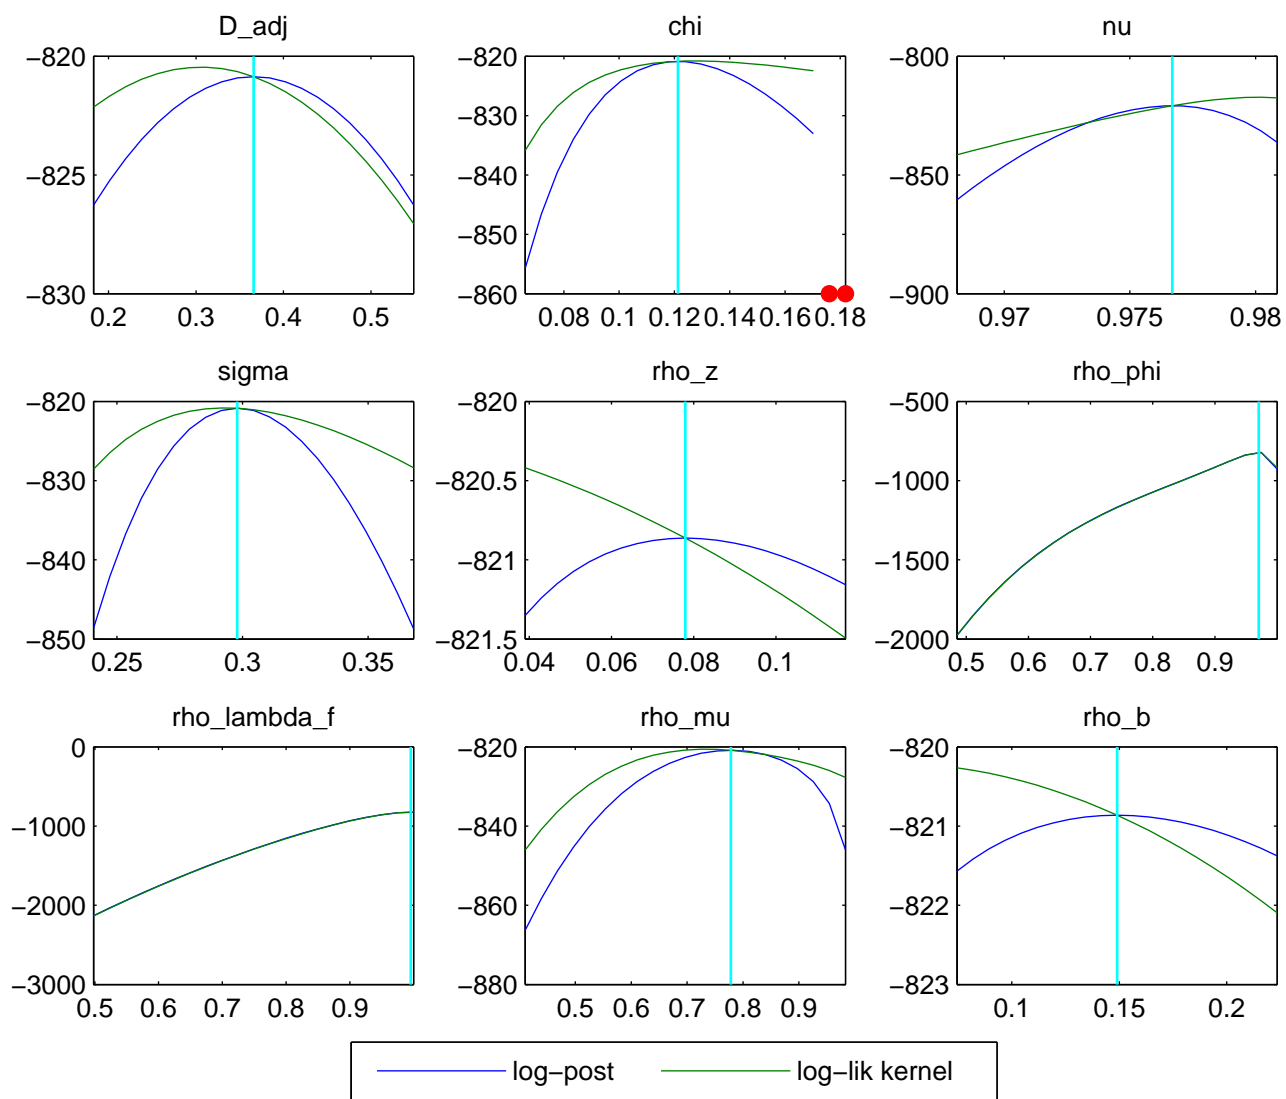 D_adj
−820
−825
−830
0.2 0.3 0.4 0.5
chi
−820
−830
−840
−850
−860
0.08 0.1 0.12 0.14 0.16 0.18
nu
−800
−850
−900
0.97 0.975 0.98
sigma
−820
−830
−840
−850
0.25 0.3 0.35
rho_z
−820
−820.5
−821
−821.5
0.04 0.06 0.08 0.1
rho_phi
−500
−1000
−1500
−2000
0.5 0.6 0.7 0.8 0.9
rho_lambda_f
0
−1000
−2000
−3000
0.5 0.6 0.7 0.8 0.9
rho_mu
−820
−840
−860
−880
0.5 0.6 0.7 0.8 0.9
rho_b
−820
−821
−822
−823
0.1 0.15 0.2
log−post log−lik kernel